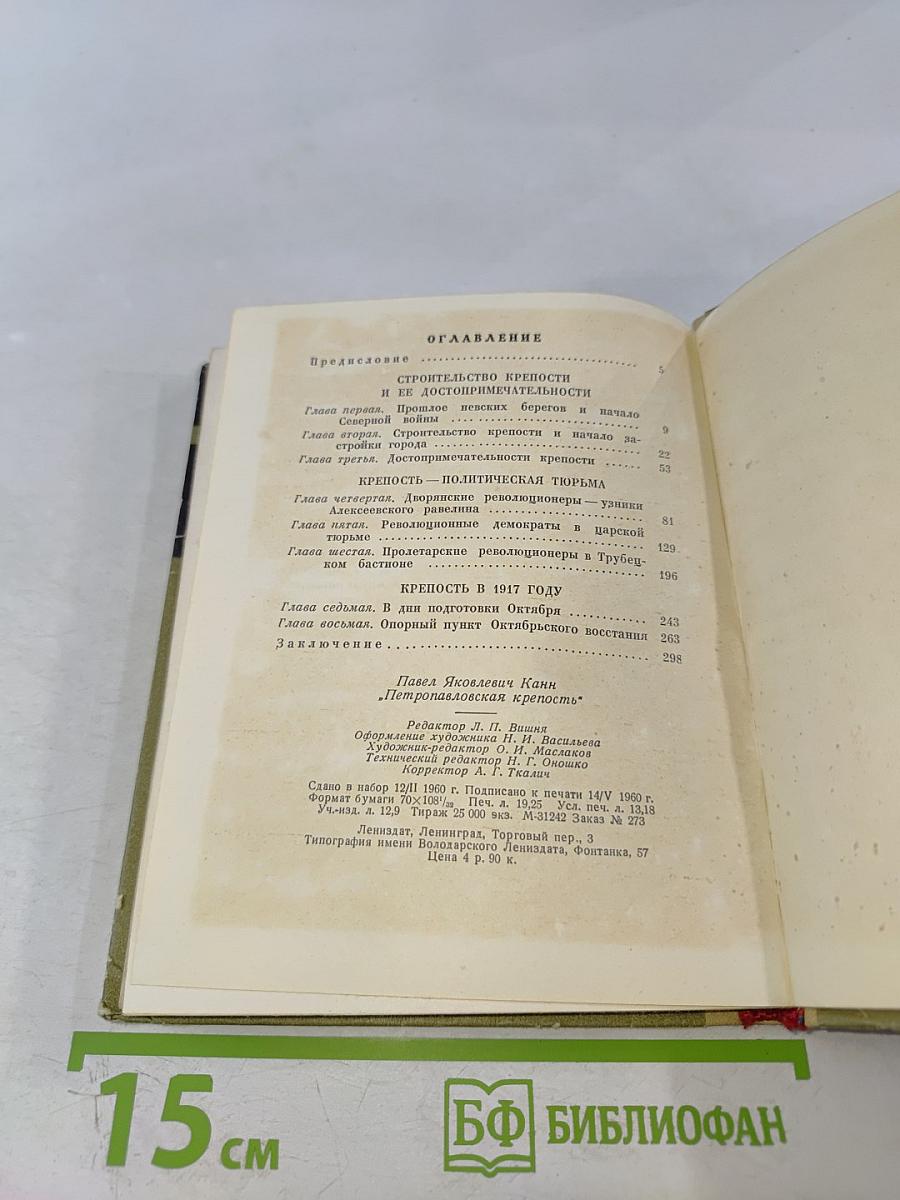 ОГЛАВЛЕНИЕ
Предисловие ........ 5
СТРОИТЕЛЬСТВО КРЕПОСТИ
И ЕЕ ДОСТОПРИМЕЧАТЕЛЬНОСТИ
Глава первая. Прошлое невских берегов и начало
Северной войны ........ 9
Глава вторая. Строительство крепости и начало за-
стройки города ........ 22
Глава третья. Достопримечательности крепости ...... 53
КРЕПОСТЬ — ПОЛИТИЧЕСКАЯ ТЮРЬМА
Глава четвертая. Дворянские революционеры — узники
Алексеевского равелина ........ 81
Глава пятая. Революционные демократы в царской
тюрьме ........ 129
Глава шестая. Пролетарские революционеры в Трубец-
ком бастионе ........ 196
КРЕПОСТЬ В 1917 ГОДУ
Глава седьмая. В дни подготовки Октября ........ 243
Глава восьмая. Опорный пункт Октябрьского восстания 263
Заключение ........ 298
Павел Яковлевич Канн
„Петропавловская крепость"
Редактор Л. П. Вишня
Оформление художника Н. И. Васильева
Художник-редактор О. И. Маслаков
Технический редактор Н. Г. Оношко
Корректор А. Г. Ткалич
Сдано в набор 12/II 1960 г. Подписано к печати 14/V 1960 г.
Формат бумаги 70×108¹/₃₂ Печ. л. 19,25 Усл. печ. л. 13,18
Уч.-изд. л. 12,9 Тираж 25 000 экз. М-31242 Заказ № 273
Лениздат, Ленинград, Торговый пер., 3
Типография имени Володарского Лениздата, Фонтанка, 57
Цена 4 р. 90 к.
15 см
БФ БИБЛИОФАН